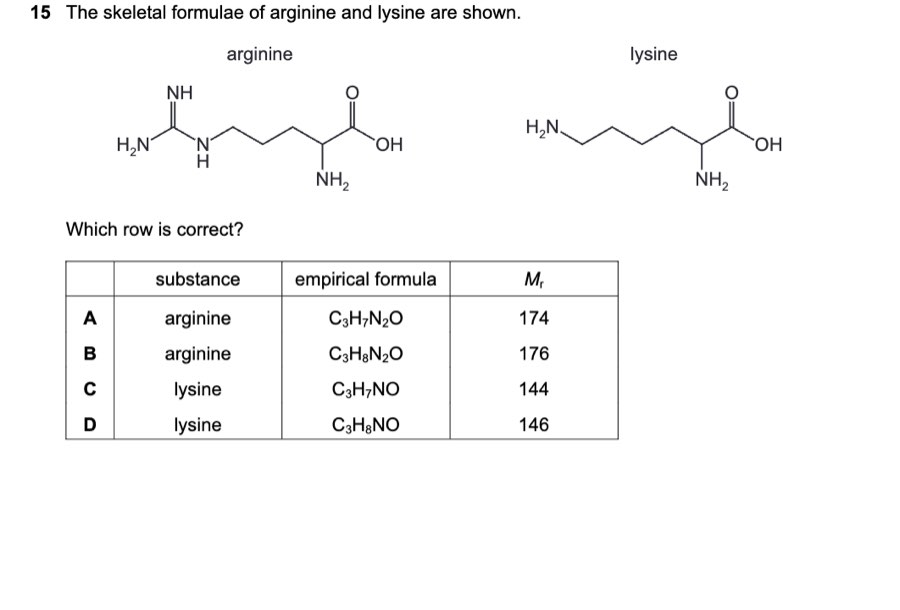 15 The skeletal formulae of arginine and lysine are shown.
arginine lysine
NH O O
H₂N N H OH H₂N OH
NH₂ NH₂
Which row is correct?
substance empirical formula Mᵣ
A arginine C₃H₇N₂O 174
B arginine C₃H₈N₂O 176
C lysine C₃H₇NO 144
D lysine C₃H₈NO 146